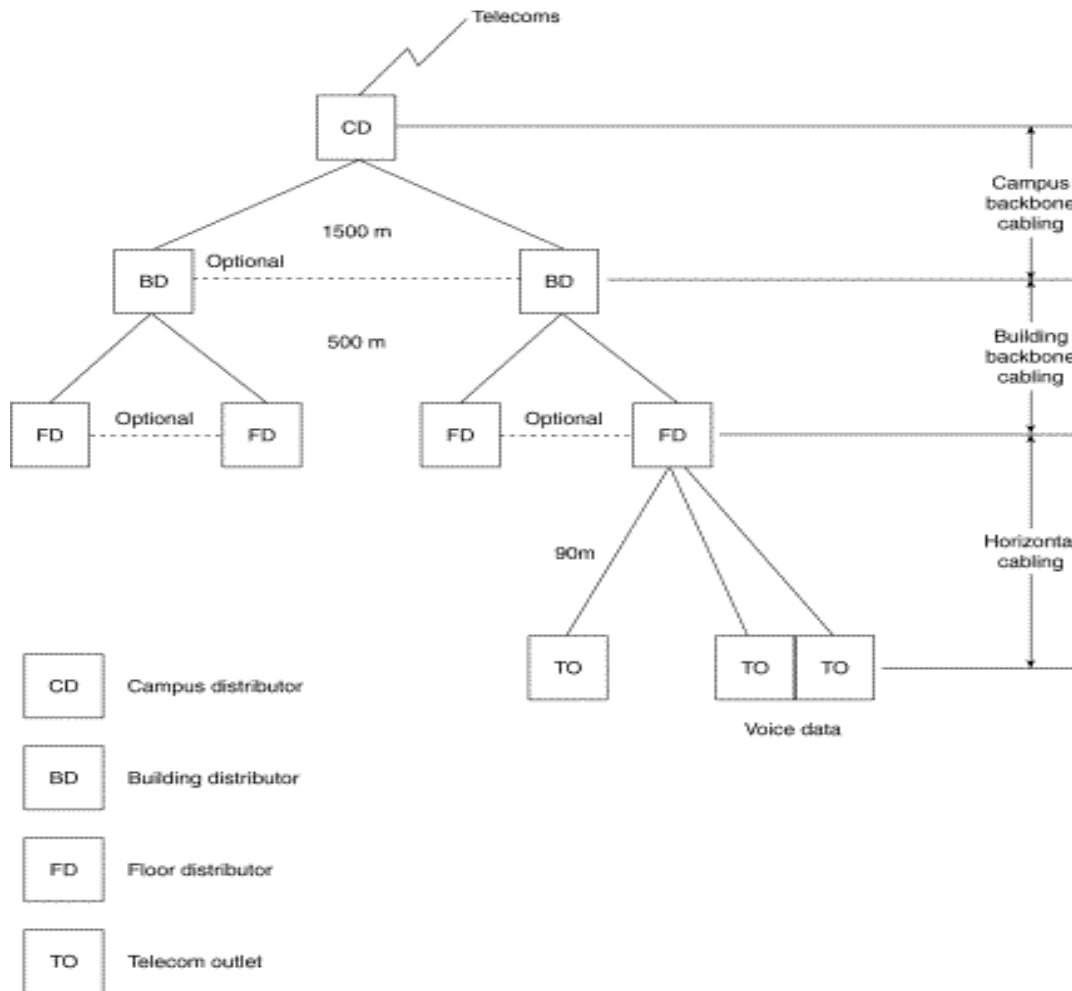 Telecoms
CD
Campus
backbone
cabling
1500 m
Optional
BD
BD
Building
backbone
cabling
500 m
Optional
Optional
FD
FD
FD
FD
Horizonta
cabling
90m
TO
TO
TO
Voice data
CD
Campus distributor
BD
Building distributor
FD
Floor distributor
TO
Telecom outlet